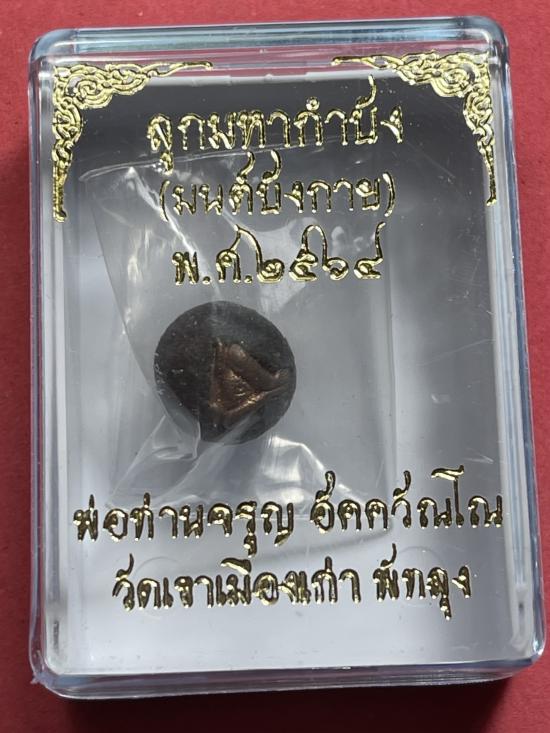 ลูกมหากำบัง
(มนต์บังกาย)
พ.ศ.๒๕๖๔
พ่อท่านจรูญ อัคควัณโณ
วัดเขาเมืองเก่า พัทลุง